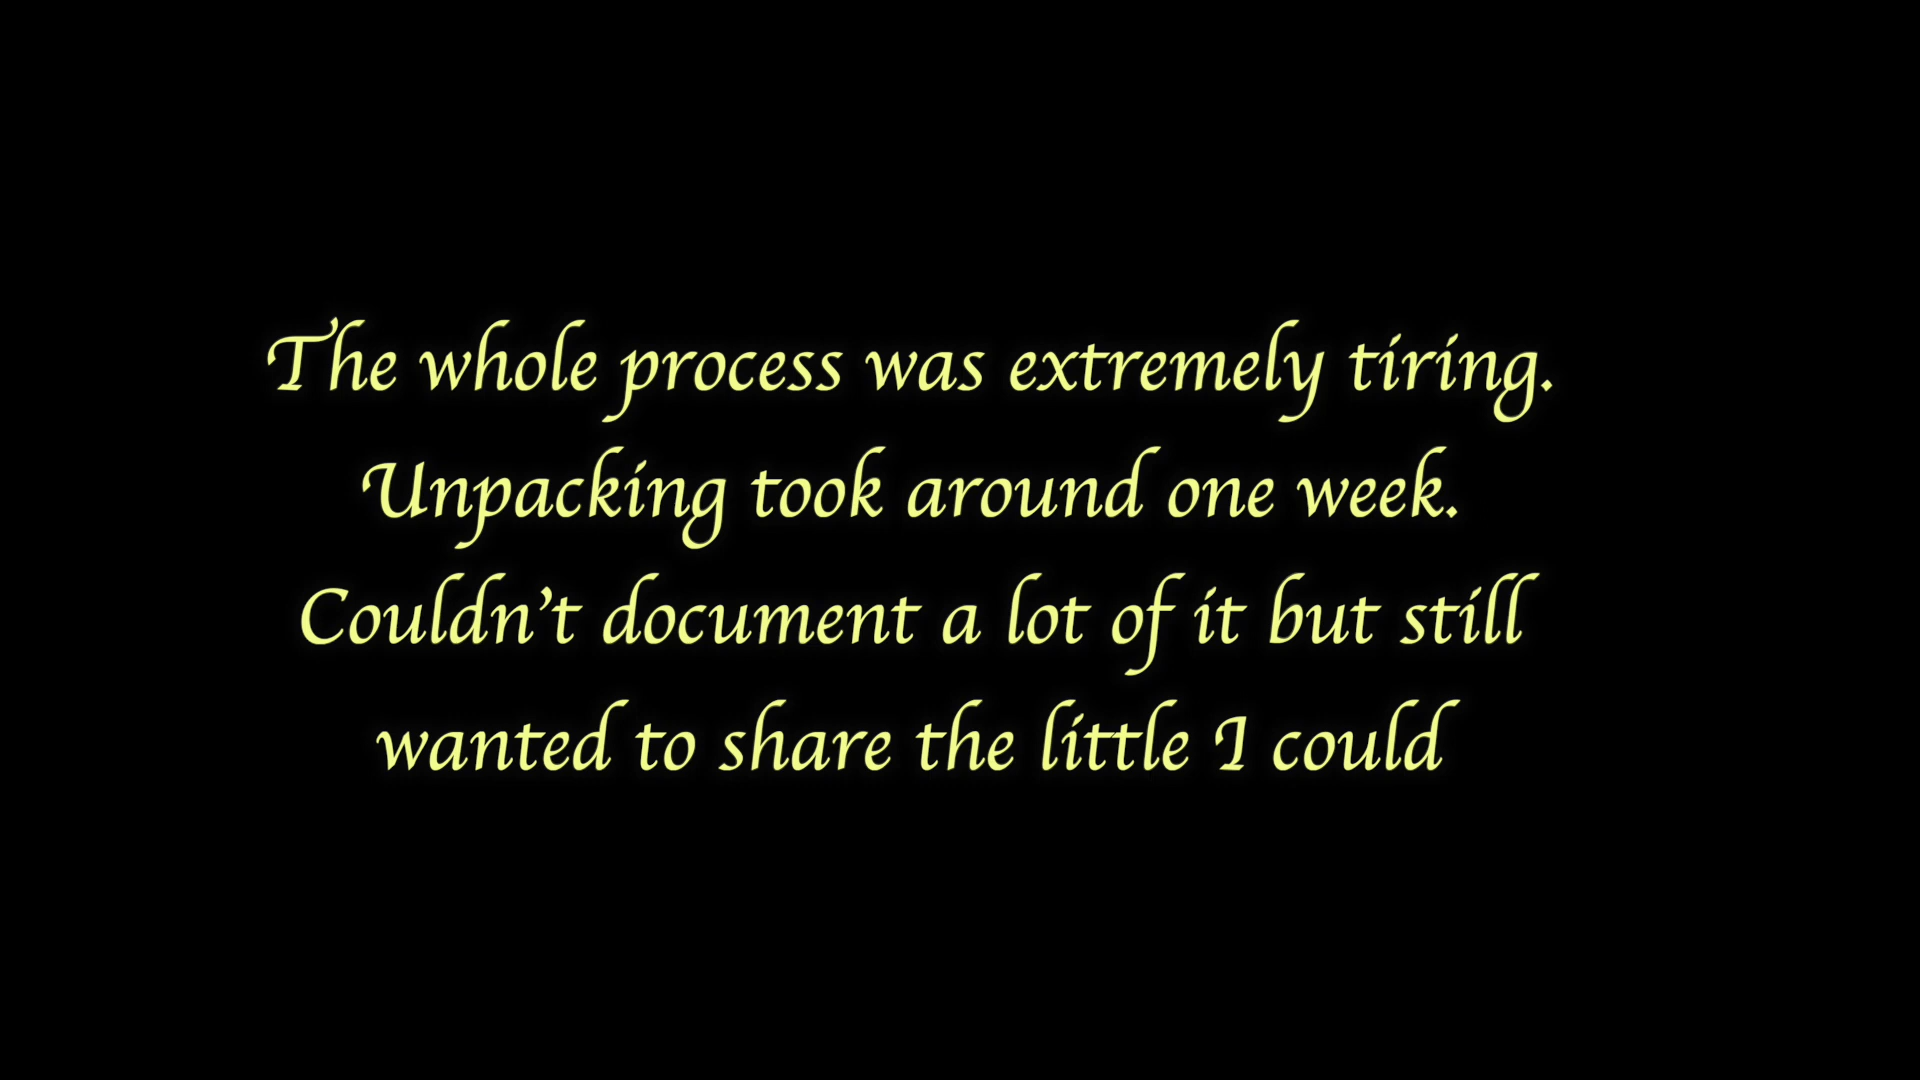 The whole process was extremely tiring.
Unpacking took around one week.
Couldn't document a lot of it but still
wanted to share the little I could